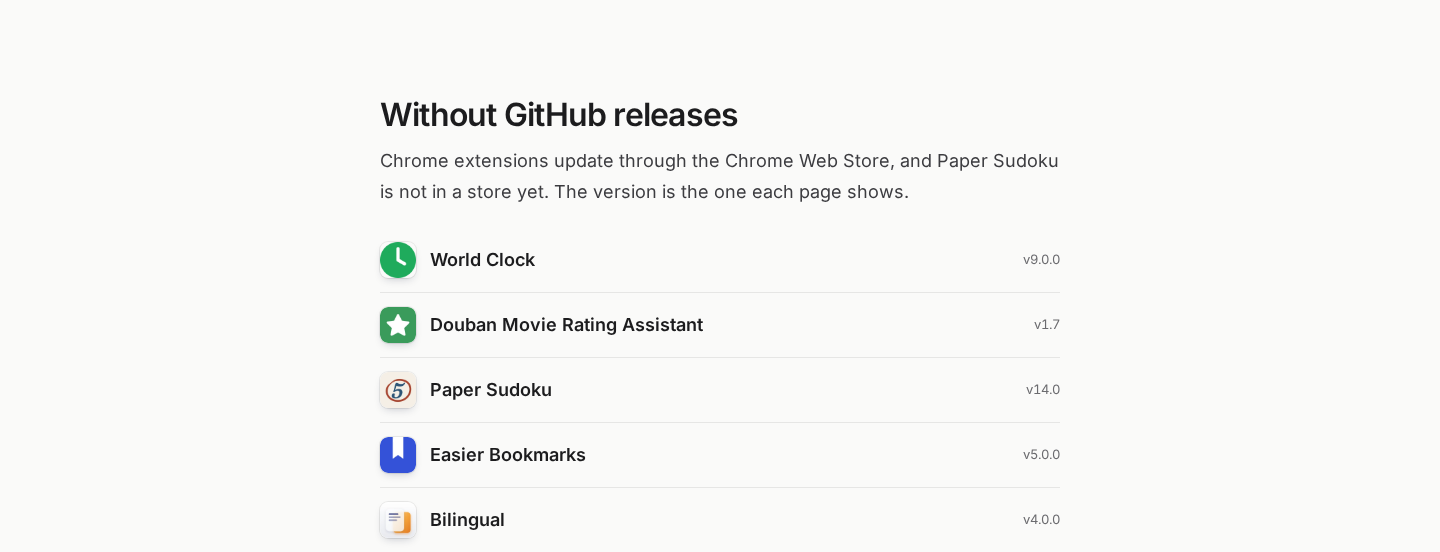 Without GitHub releases
Chrome extensions update through the Chrome Web Store, and Paper Sudoku
is not in a store yet. The version is the one each page shows.
World Clock v9.0.0
Douban Movie Rating Assistant v1.7
5
Paper Sudoku v14.0
Easier Bookmarks v5.0.0
Bilingual v4.0.0